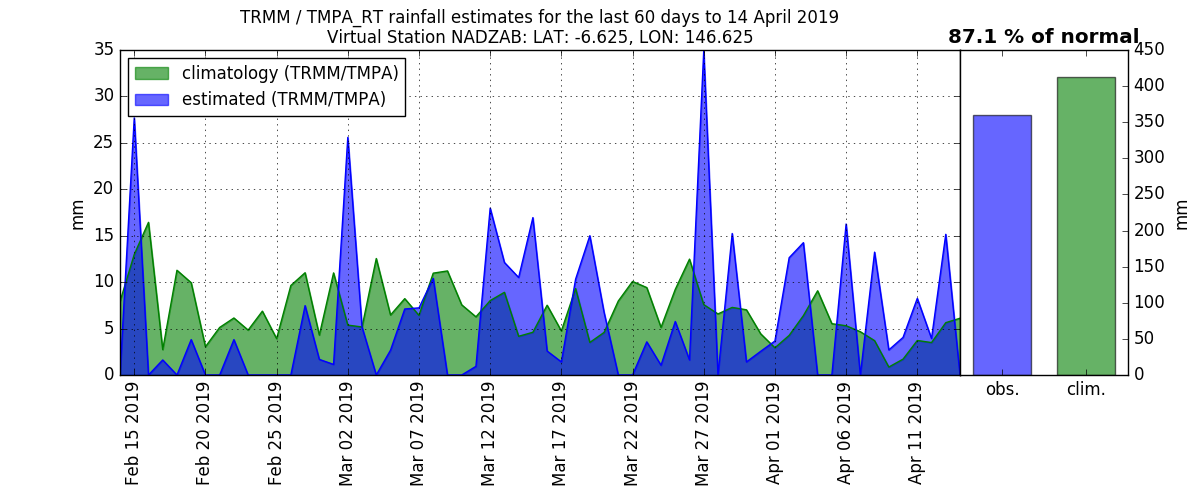 TRMM / TMPA_RT rainfall estimates for the last 60 days to 14 April 2019
Virtual Station NADZAB: LAT: -6.625, LON: 146.625
87.1 % of normal
climatology (TRMM/TMPA)
estimated (TRMM/TMPA)
mm
35
30
25
20
15
10
5
0
Feb 15 2019
Feb 20 2019
Feb 25 2019
Mar 02 2019
Mar 07 2019
Mar 12 2019
Mar 17 2019
Mar 22 2019
Mar 27 2019
Apr 01 2019
Apr 06 2019
Apr 11 2019
obs.
clim.
450
400
350
300
250
200
150
100
50
0
mm